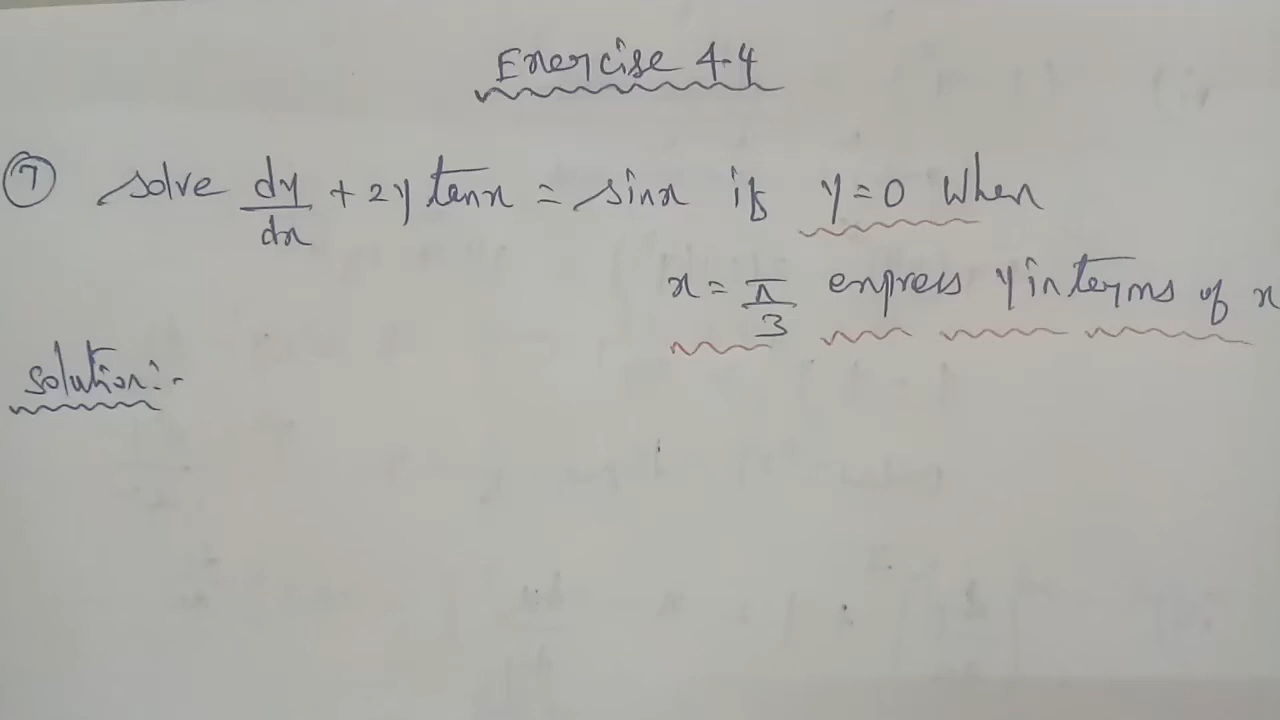 Exercise 4.4
⑦ solve dy/dx + 2y tanx = sinx if y=0 when
x = π/3 express y in terms of x
solution:-